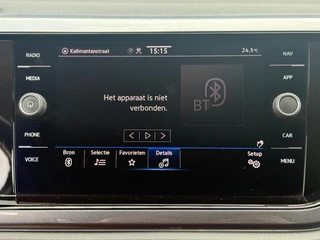 RADIO
MEDIA
PHONE
VOICE
Kalimantanstraat
15:15
24.5°C
Het apparaat is niet
verbonden.
BT
Bron
Selectie
Favorieten
Details
Setup
NAV
APP
CAR
MENU